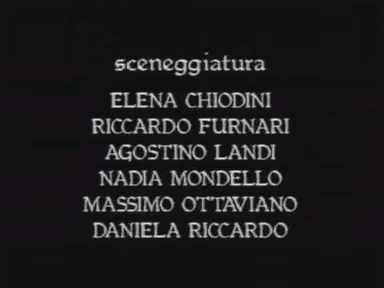 sceneggiatura
ELENA CHIODINI
RICCARDO FURNARI
AGOSTINO LANDI
NADIA MONDELLO
MASSIMO OTTAVIANO
DANIELA RICCARDO